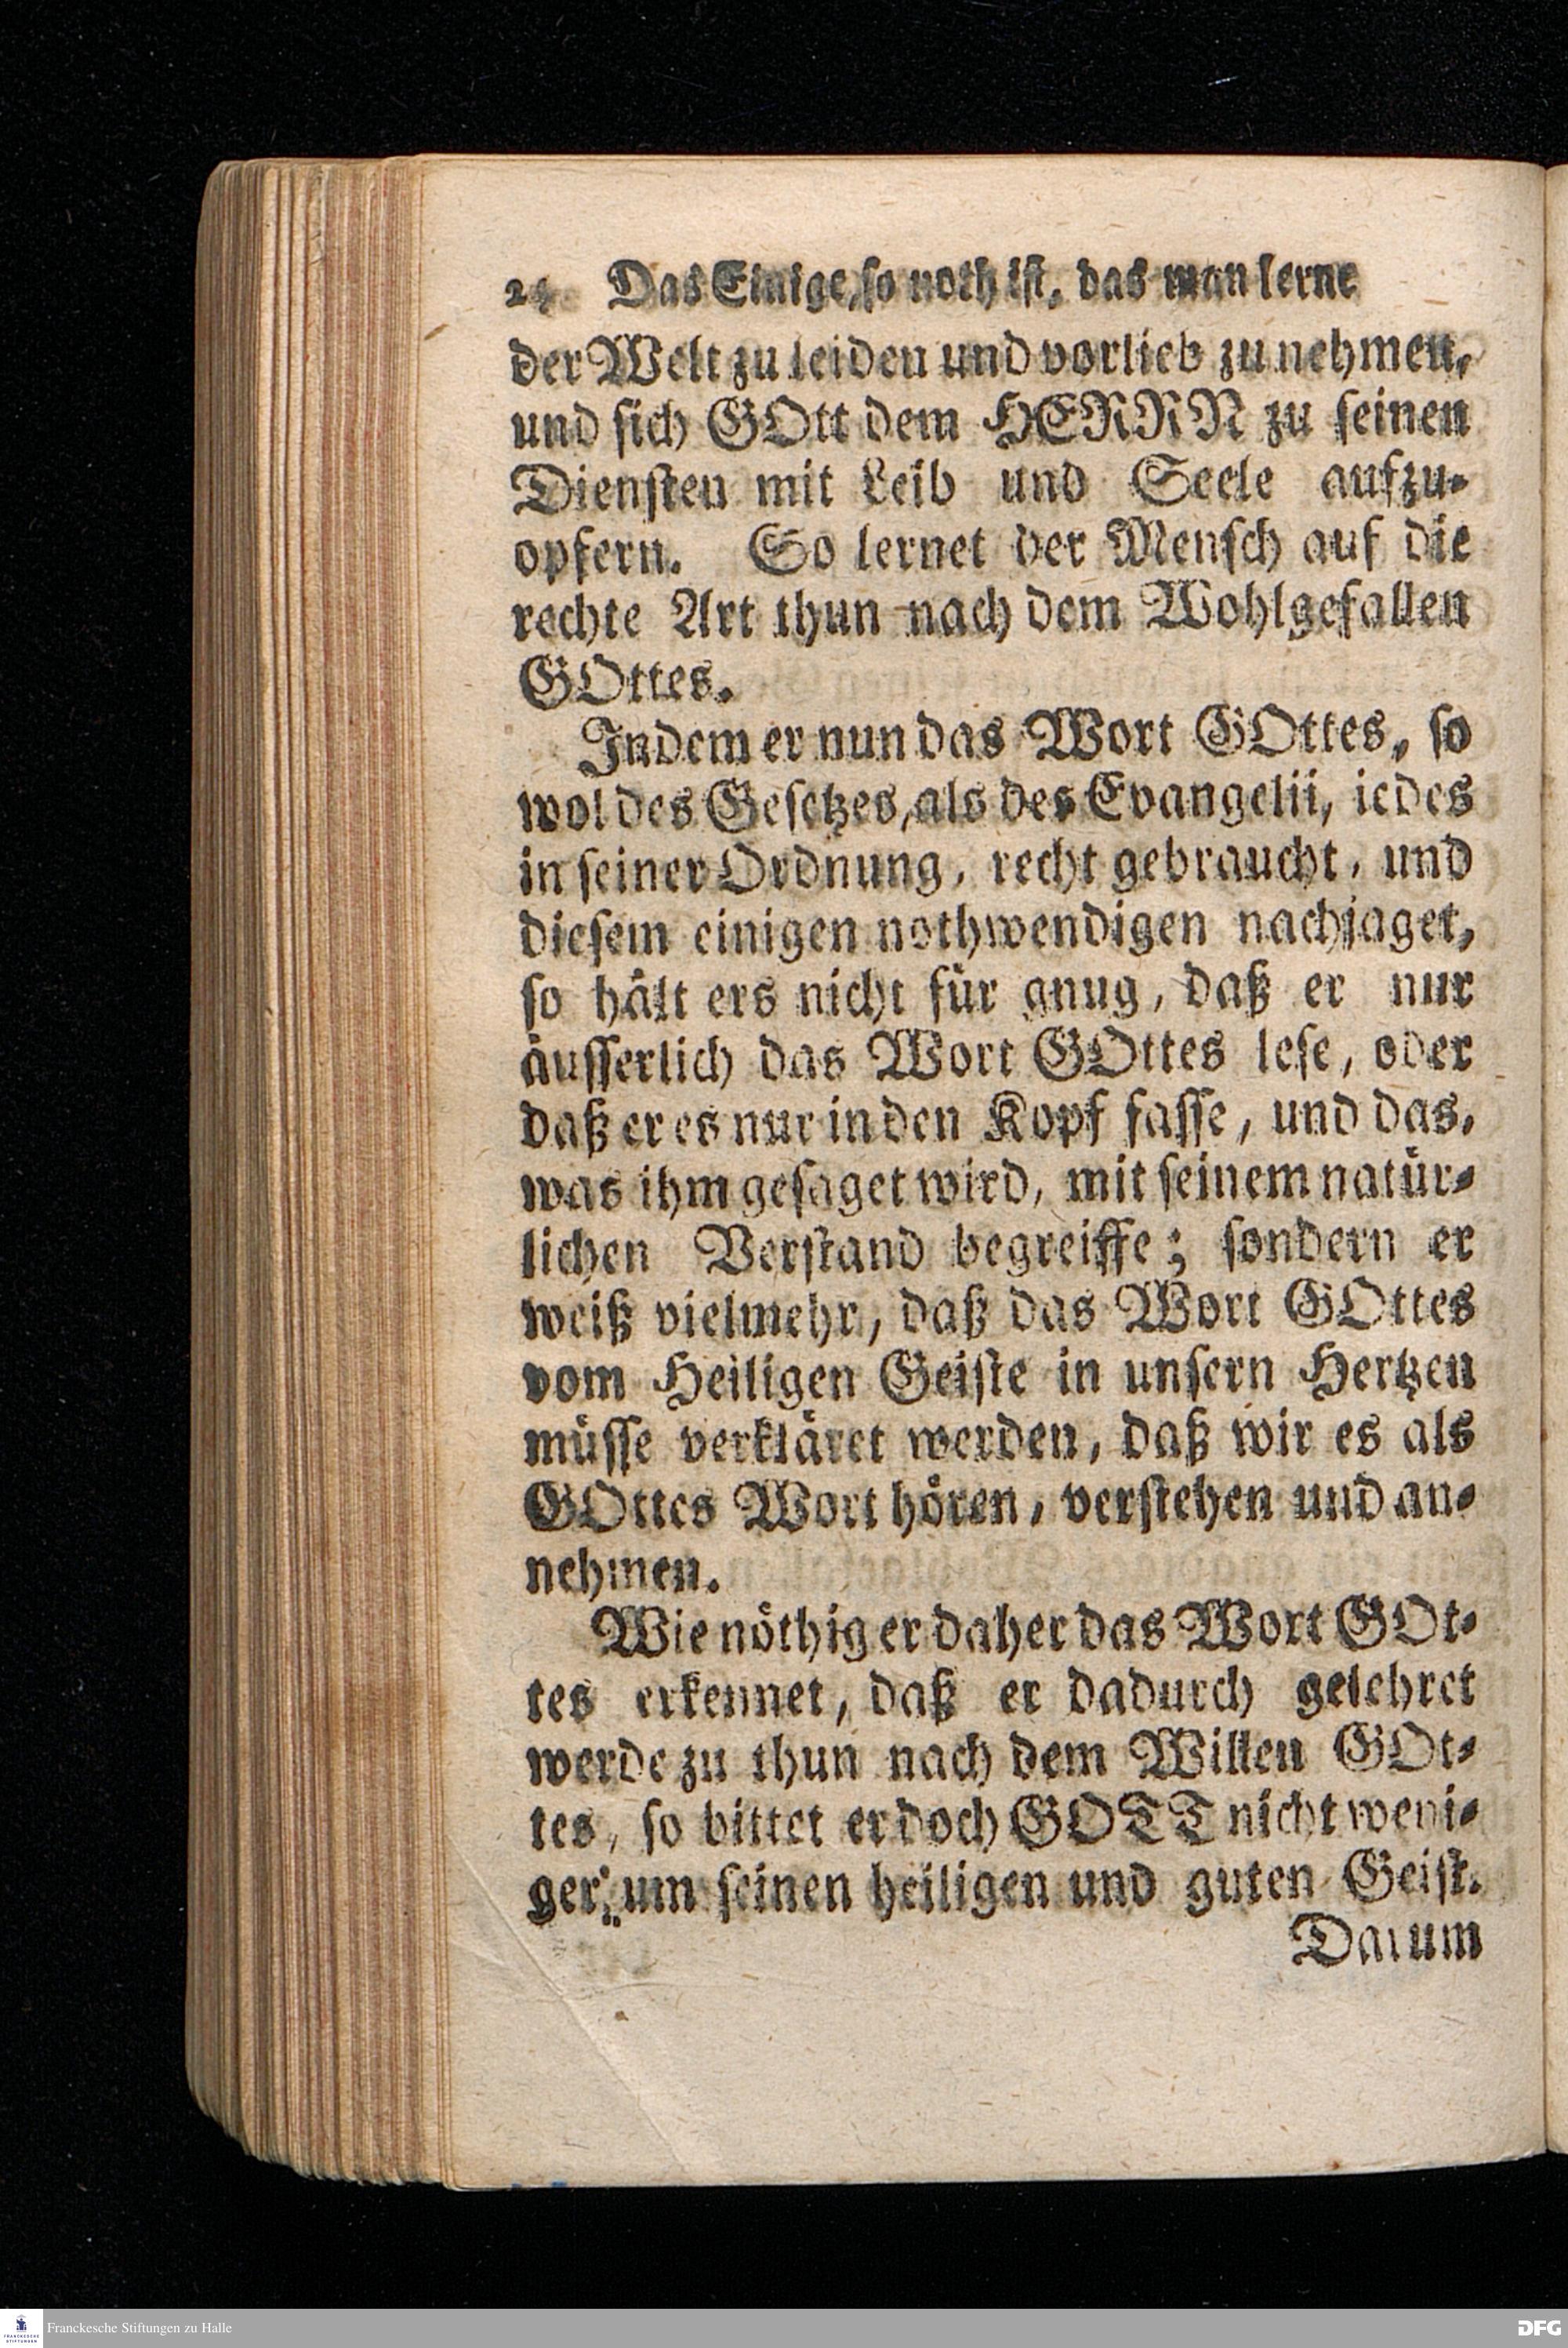 24 Das Einige, so noth ist, das man lerne
der Welt zu leiden und vorlieb zu nehmen,
und sich GOtt dem HERRN zu seinen
Diensten mit Leib und Seele aufzu-
opfern. So lernet der Mensch auf die
rechte Art thun nach dem Wohlgefallen
GOttes.
Indem er nun das Wort GOttes, so
wol des Gesetzes, als des Evangelii, iedes
in seiner Ordnung, recht gebraucht, und
diesem einigen nothwendigen nachjaget,
so hält ers nicht für gnug, daß er nur
äusserlich das Wort GOttes lese, oder
daß er es nur in den Kopf fasse, und das,
was ihm gesaget wird, mit seinem natür-
lichen Verstand begreiffe; sondern er
weiß vielmehr, daß das Wort GOttes
vom Heiligen Geiste in unsern Hertzen
müsse verkläret werden, daß wir es als
GOttes Wort hören, verstehen und an-
nehmen.
Wie nöthig er daher das Wort GOt-
tes erkennet, daß er dadurch gelehret
werde zu thun nach dem Willen GOt-
tes, so bittet er doch GOTT nicht weni-
ger um seinen heiligen und guten Geist.
Darum
FRANCKESCHE STIFTUNGEN
Franckesche Stiftungen zu Halle
DFG